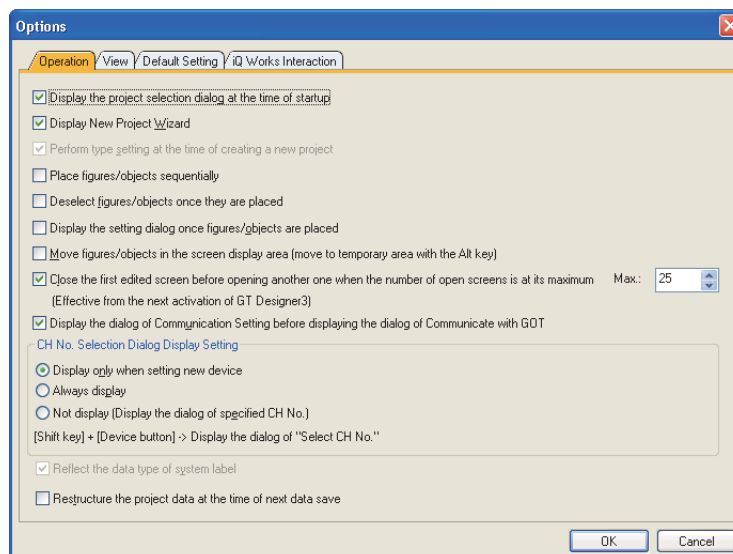 Options
Operation View Default Setting iQ Works Interaction
Display the project selection dialog at the time of startup
Display New Project Wizard
Perform type setting at the time of creating a new project
Place figures/objects sequentially
Deselect figures/objects once they are placed
Display the setting dialog once figures/objects are placed
Move figures/objects in the screen display area (move to temporary area with the Alt key)
Close the first edited screen before opening another one when the number of open screens is at its maximum Max.: 25
(Effective from the next activation of GT Designer3)
Display the dialog of Communication Setting before displaying the dialog of Communicate with GOT
CH No. Selection Dialog Display Setting
Display only when setting new device
Always display
Not display (Display the dialog of specified CH No.)
[Shift key] + [Device button] -> Display the dialog of "Select CH No."
Reflect the data type of system label
Restructure the project data at the time of next data save
OK Cancel